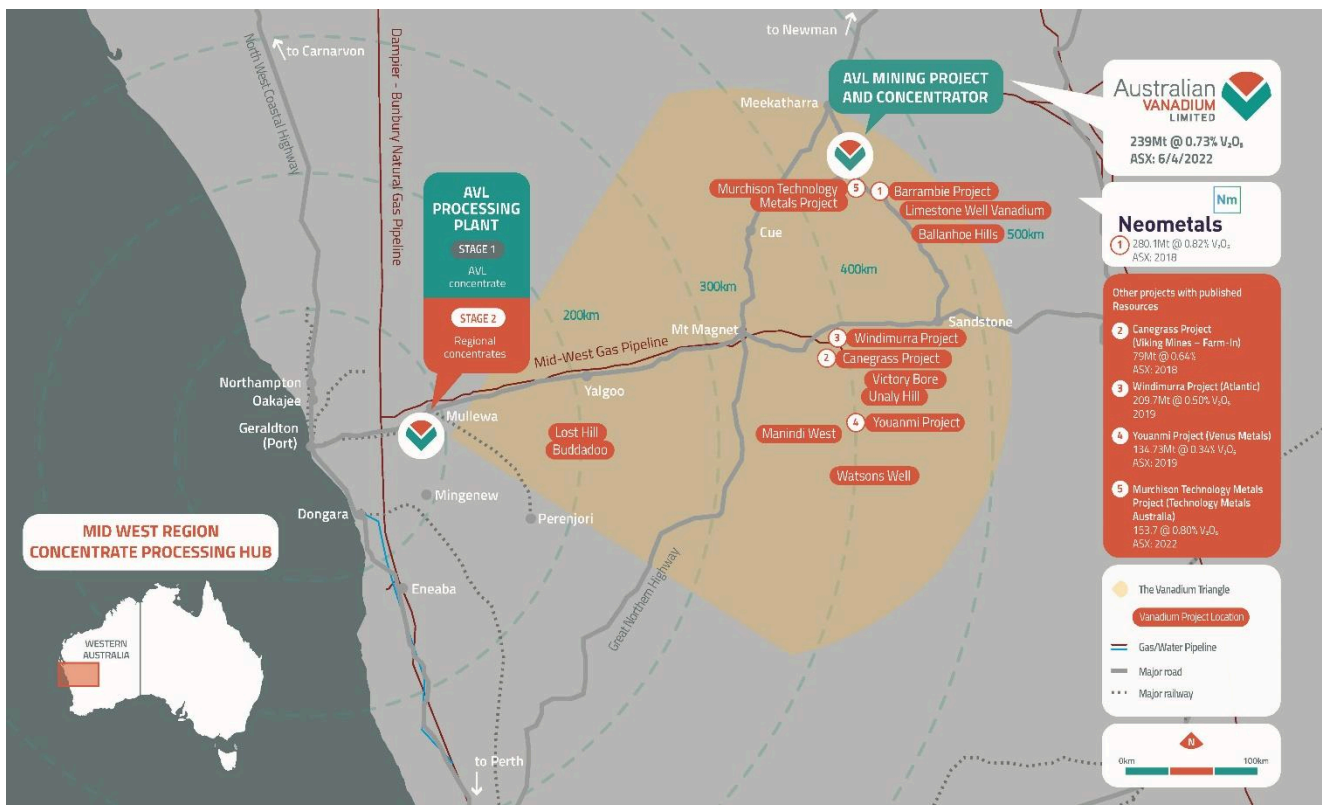 to Carnarvon
North West Coastal Highway
Dampier - Bunbury Natural Gas Pipeline
to Newman
Meekatharra
AVL MINING PROJECT
AND CONCENTRATOR
AVL
PROCESSING
PLANT
STAGE 1
AVL
concentrate
STAGE 2
Regional
concentrates
Murchison Technology
Metals Project
5
1
Barrambie Project
Limestone Well Vanadium
Ballanhoe Hills
500km
Cue
400km
300km
200km
Mt Magnet
Sandstone
Mid-West Gas Pipeline
Yalgoo
3
Windimurra Project
2
Canegrass Project
Victory Bore
Unaly Hill
4
Youanmi Project
Manindi West
Watsons Well
Lost Hill
Buddadoo
Northampton
Oakajee
Geraldton
(Port)
Mullewa
Mingenew
Perenjori
Dongara
Eneaba
Great Northern Highway
to Perth
MID WEST REGION
CONCENTRATE PROCESSING HUB
WESTERN
AUSTRALIA
Australian
VANADIUM
LIMITED
239Mt @ 0.73% V₂O₅
ASX: 6/4/2022
Nm
Neometals
1 280.1Mt @ 0.82% V₂O₅
ASX: 2018
Other projects with published
Resources
2 Canegrass Project
(Viking Mines – Farm-In)
79Mt @ 0.64%
ASX: 2018
3 Windimurra Project (Atlantic)
209.7Mt @ 0.50% V₂O₅
2019
4 Youanmi Project (Venus Metals)
134.73Mt @ 0.34% V₂O₅
ASX: 2019
5 Murchison Technology Metals
Project (Technology Metals
Australia)
153.7 @ 0.80% V₂O₅
ASX: 2022
The Vanadium Triangle
Vanadium Project Location
Gas/Water Pipeline
Major road
Major railway
N
0km
100km